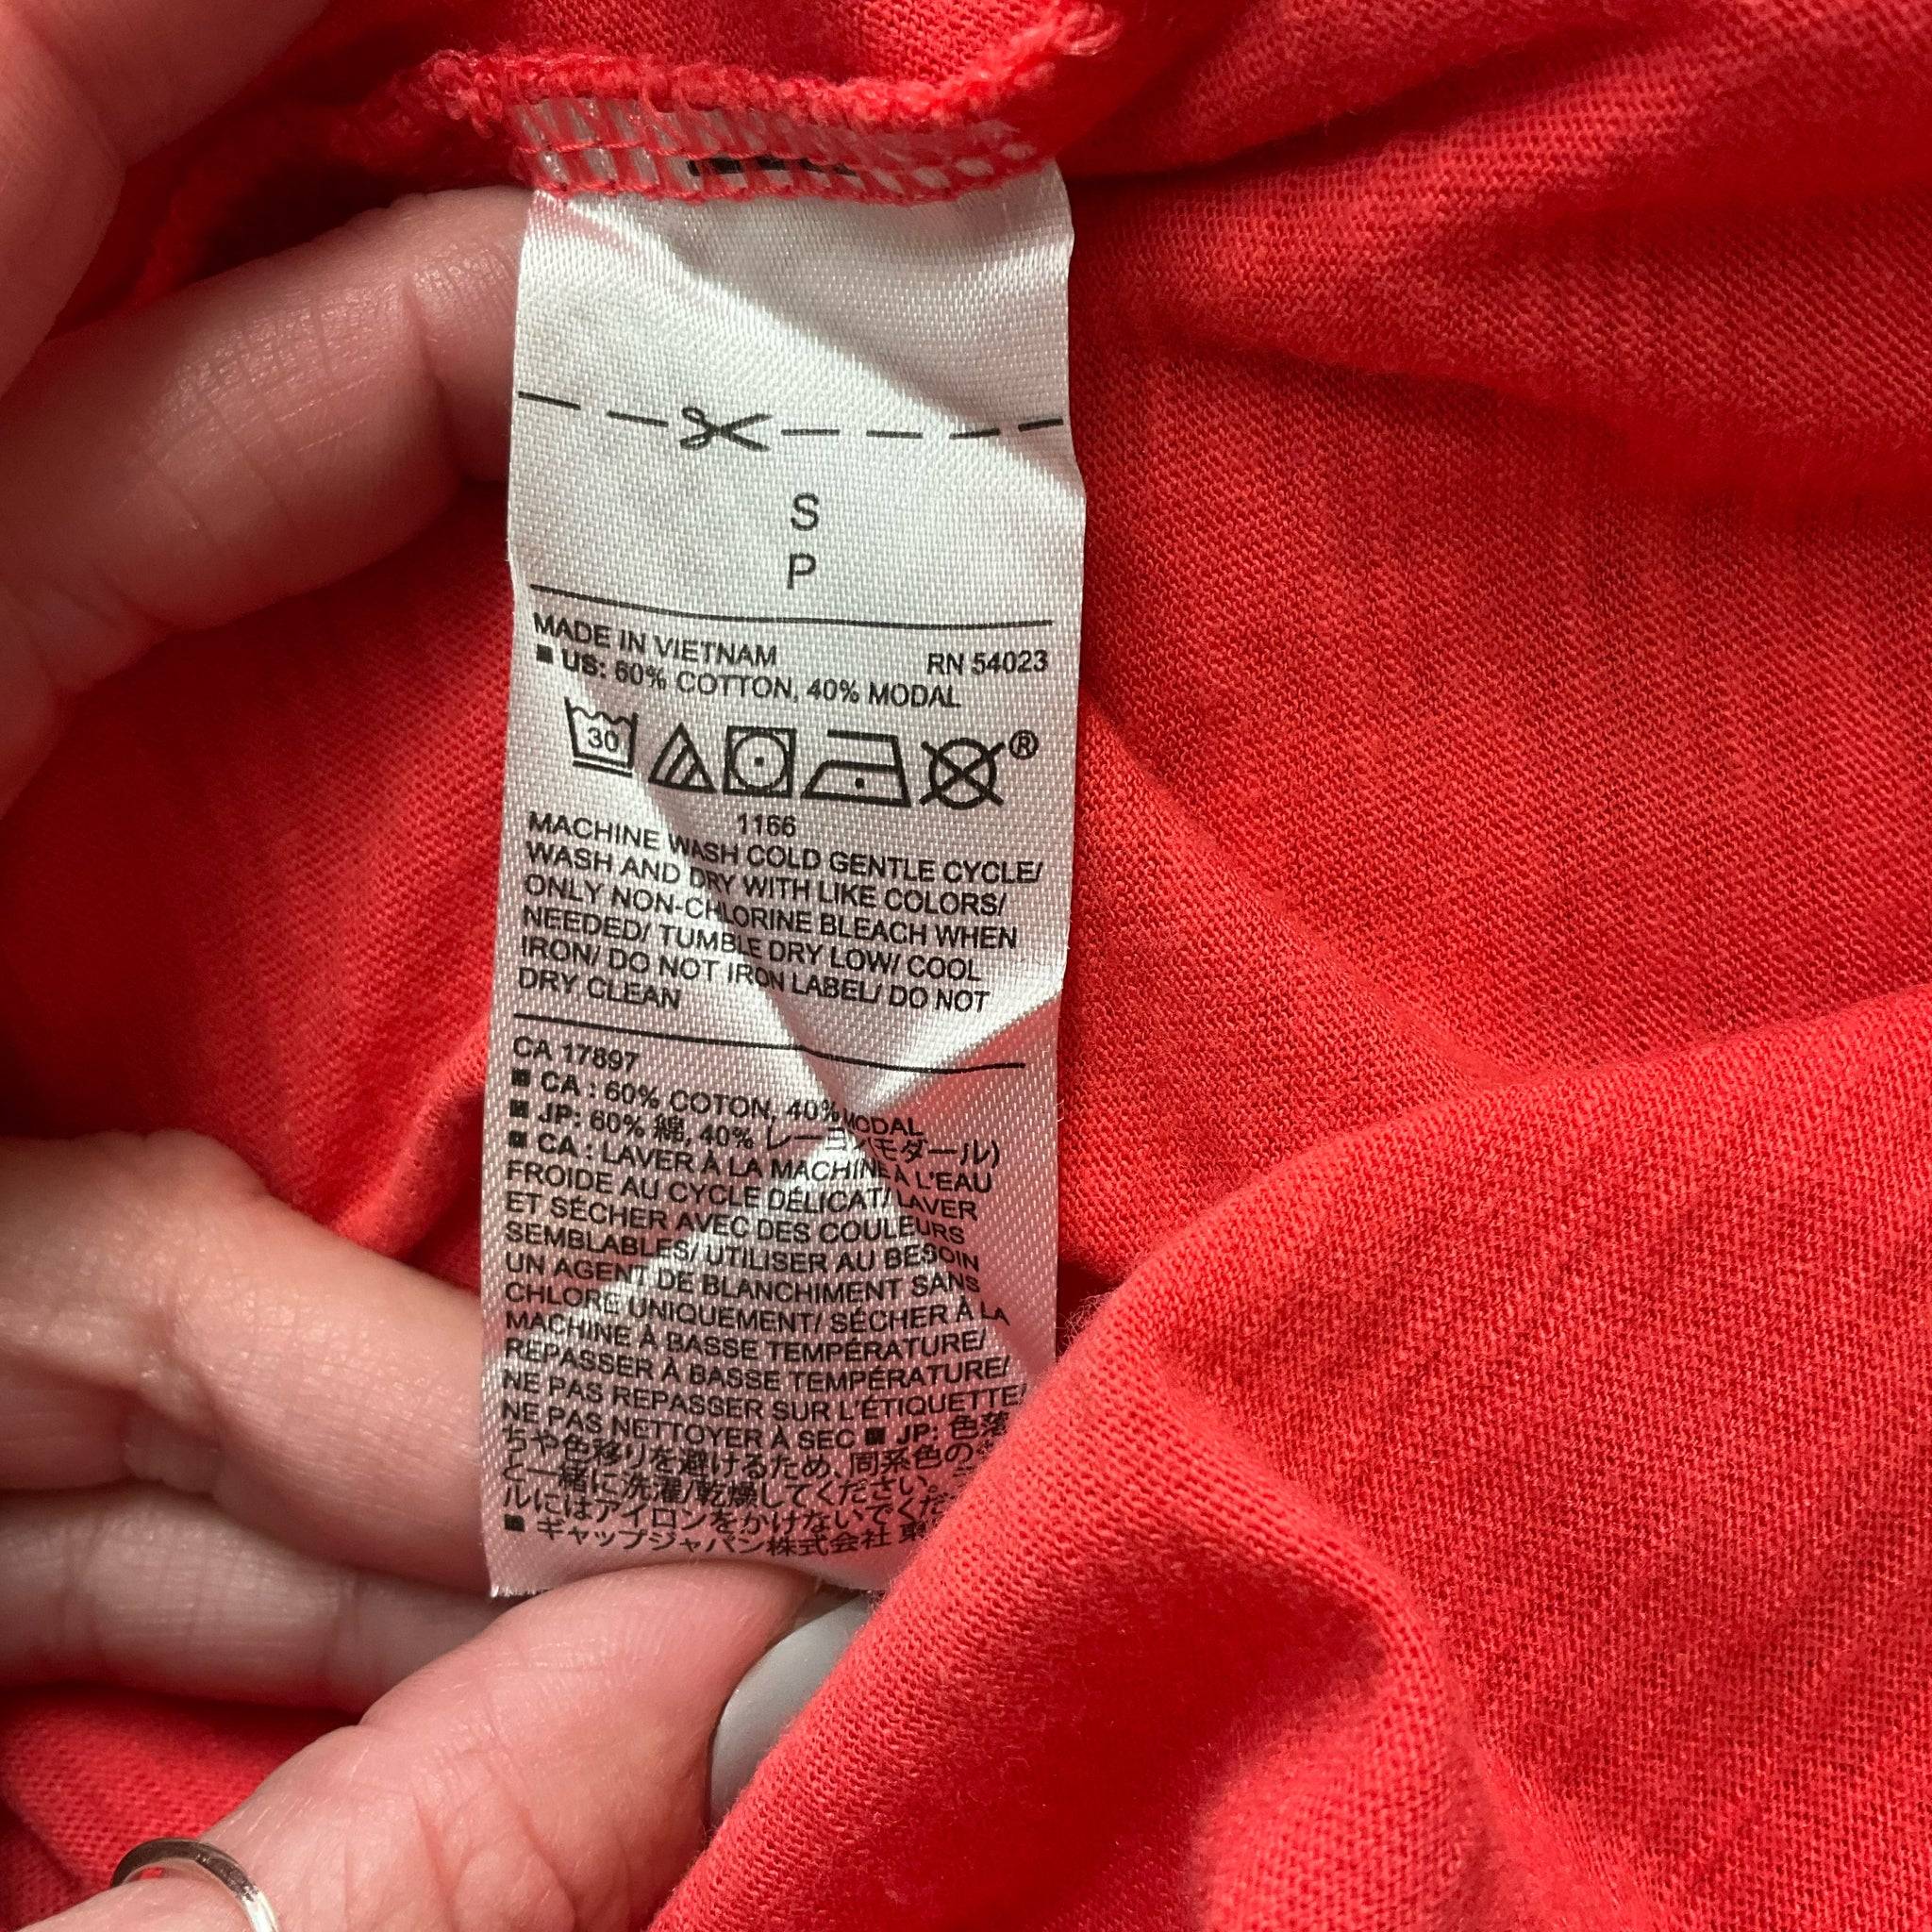 S
P
MADE IN VIETNAM RN 54023
■ US: 60% COTTON, 40% MODAL
30 ®
1166
MACHINE WASH COLD GENTLE CYCLE/
WASH AND DRY WITH LIKE COLORS/
ONLY NON-CHLORINE BLEACH WHEN
NEEDED/ TUMBLE DRY LOW/ COOL
IRON/ DO NOT IRON LABEL/ DO NOT
DRY CLEAN
CA 17897
■ CA : 60% COTON, 40% MODAL
■ JP: 60% 綿, 40% レーヨン(モダール)
■ CA : LAVER À LA MACHINE À L'EAU
FROIDE AU CYCLE DÉLICAT/ LAVER
ET SÉCHER AVEC DES COULEURS
SEMBLABLES/ UTILISER AU BESOIN
UN AGENT DE BLANCHIMENT SANS
CHLORE UNIQUEMENT/ SÉCHER À LA
MACHINE À BASSE TEMPÉRATURE/
REPASSER À BASSE TEMPÉRATURE/
NE PAS REPASSER SUR L'ÉTIQUETTE/
NE PAS NETTOYER À SEC ■ JP: 色落
ちや色移りを避けるため、同系色の
と一緒に洗濯/乾燥してください。
ルにはアイロンをかけないでくだ
■ ギャップジャパン株式会社